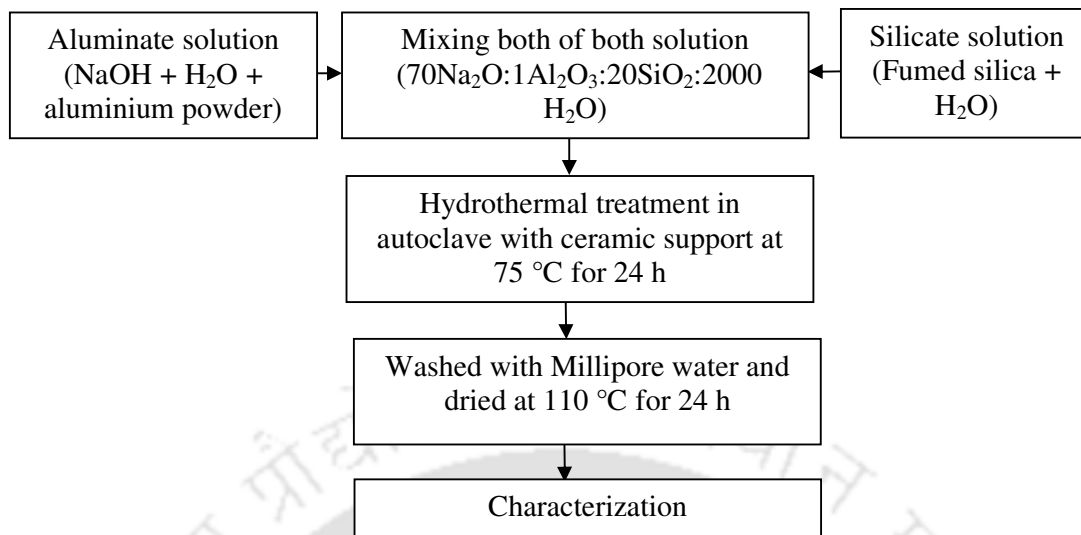 Aluminate solution
(NaOH + H₂O +
aluminium powder)
Mixing both of both solution
(70Na₂O:1Al₂O₃:20SiO₂:2000
H₂O)
Silicate solution
(Fumed silica +
H₂O)
Hydrothermal treatment in
autoclave with ceramic support at
75 °C for 24 h
Washed with Millipore water and
dried at 110 °C for 24 h
Characterization